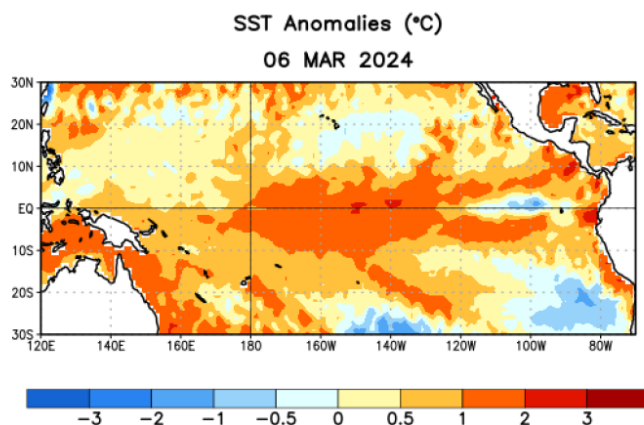 SST Anomalies (°C)
06 MAR 2024
30N
20N
10N
EQ
10S
20S
30S
120E 140E 160E 180 160W 140W 120W 100W 80W
-3 -2 -1 -0.5 0 0.5 1 2 3